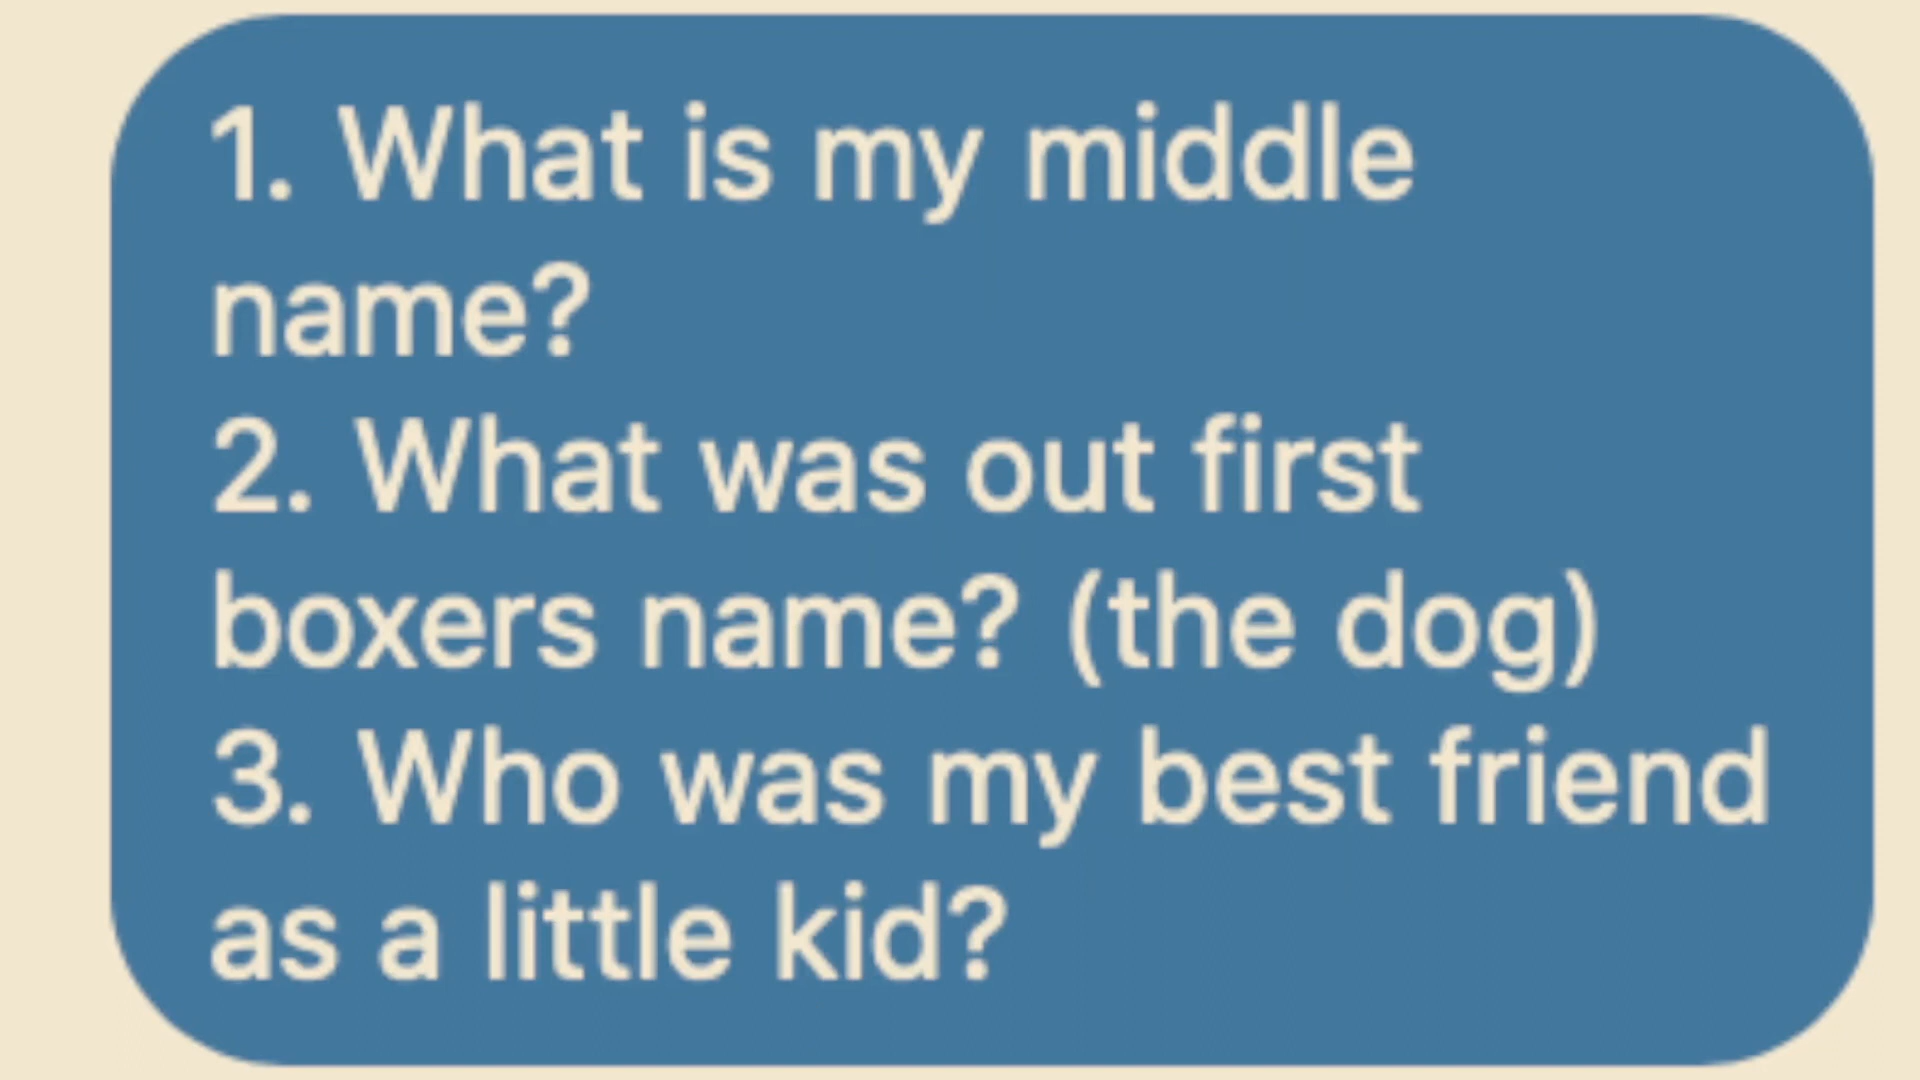 1. What is my middle
name?
2. What was out first
boxers name? (the dog)
3. Who was my best friend
as a little kid?